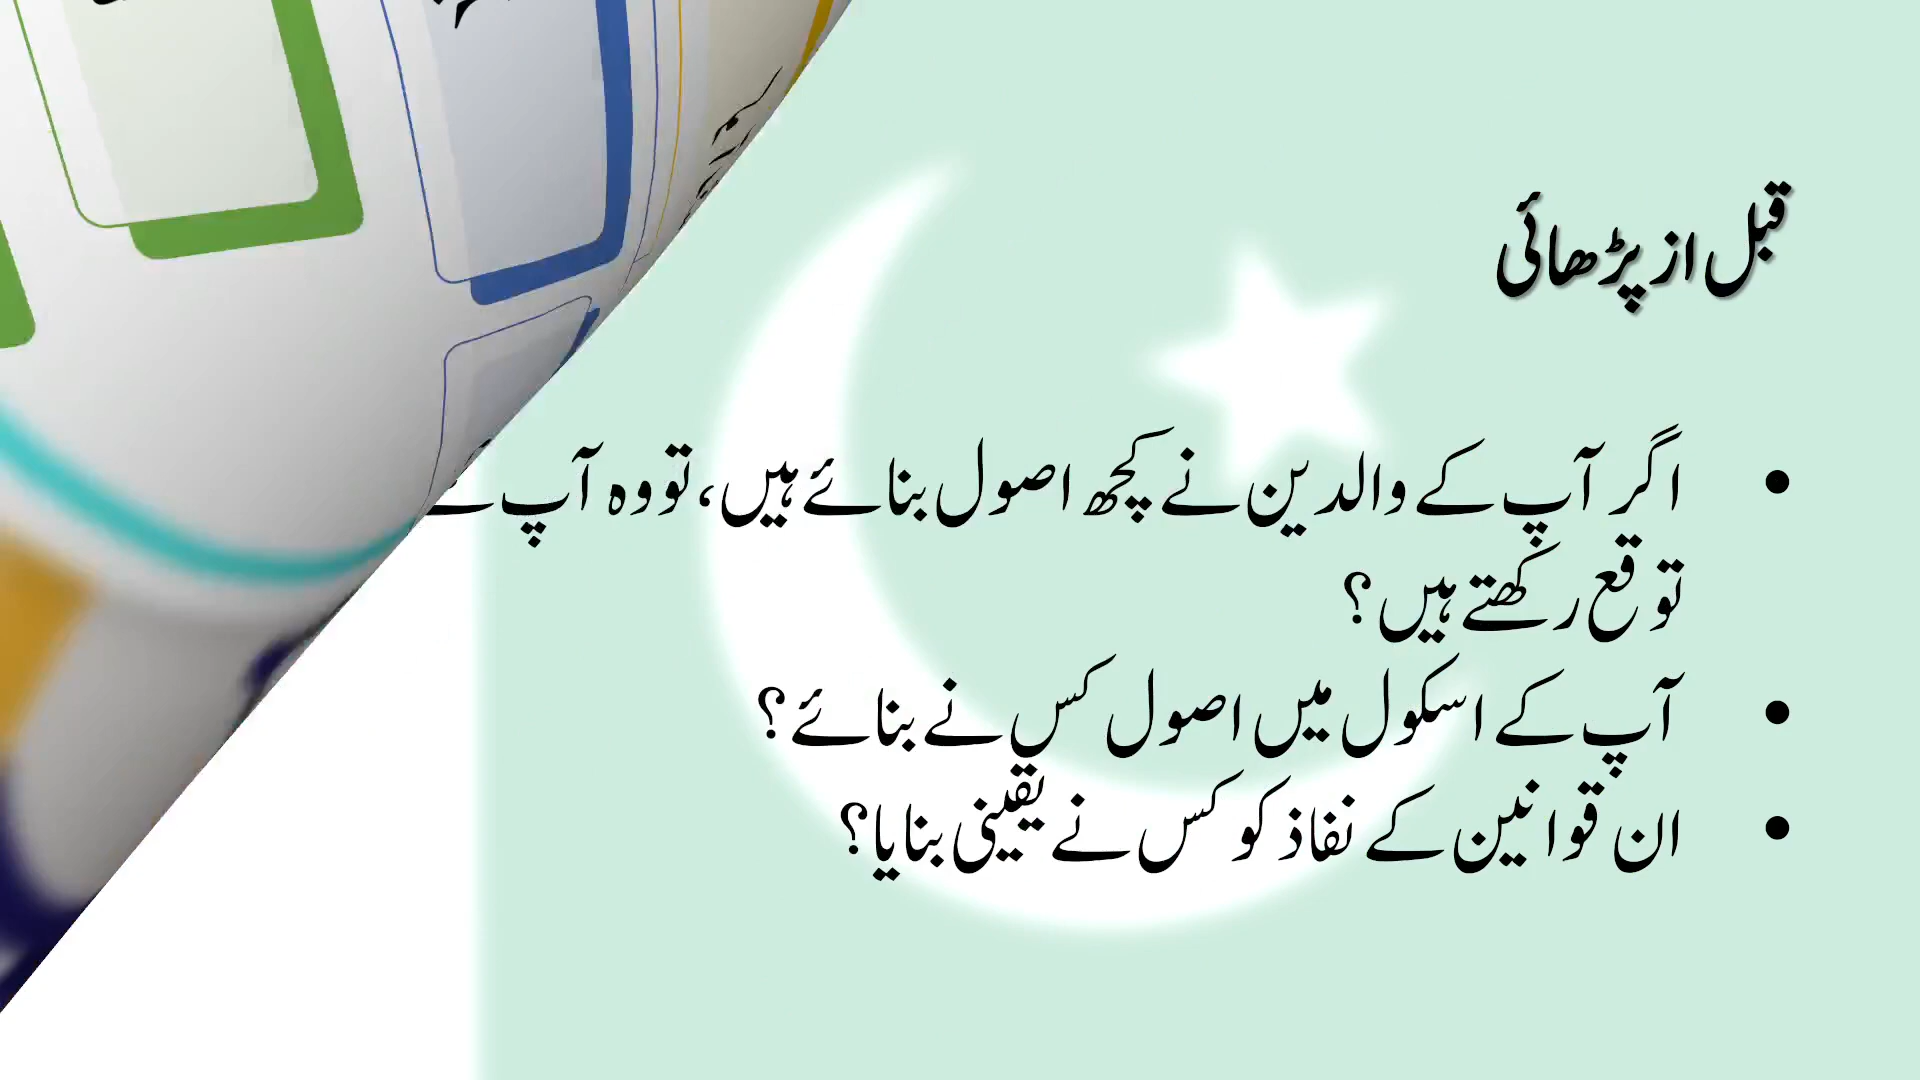 قبل از پڑھائی
• اگر آپ کے والدین نے کچھ اصول بنائے ہیں، تو وہ آپ سے
توقع رکھتے ہیں؟
• آپ کے اسکول میں اصول کس نے بنائے؟
• ان قوانین کے نفاذ کو کس نے یقینی بنایا؟